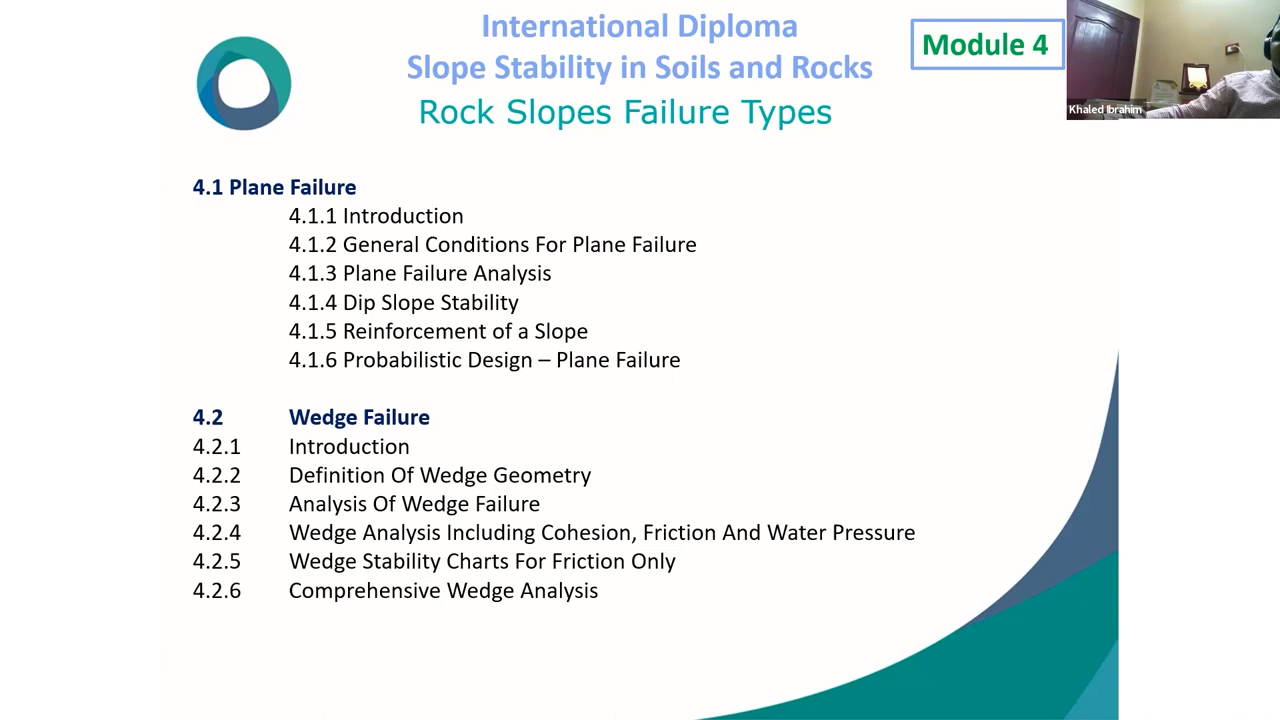 International Diploma
Slope Stability in Soils and Rocks
Rock Slopes Failure Types
Module 4
Khaled Ibrahim
4.1 Plane Failure
4.1.1 Introduction
4.1.2 General Conditions For Plane Failure
4.1.3 Plane Failure Analysis
4.1.4 Dip Slope Stability
4.1.5 Reinforcement of a Slope
4.1.6 Probabilistic Design – Plane Failure
4.2 Wedge Failure
4.2.1 Introduction
4.2.2 Definition Of Wedge Geometry
4.2.3 Analysis Of Wedge Failure
4.2.4 Wedge Analysis Including Cohesion, Friction And Water Pressure
4.2.5 Wedge Stability Charts For Friction Only
4.2.6 Comprehensive Wedge Analysis